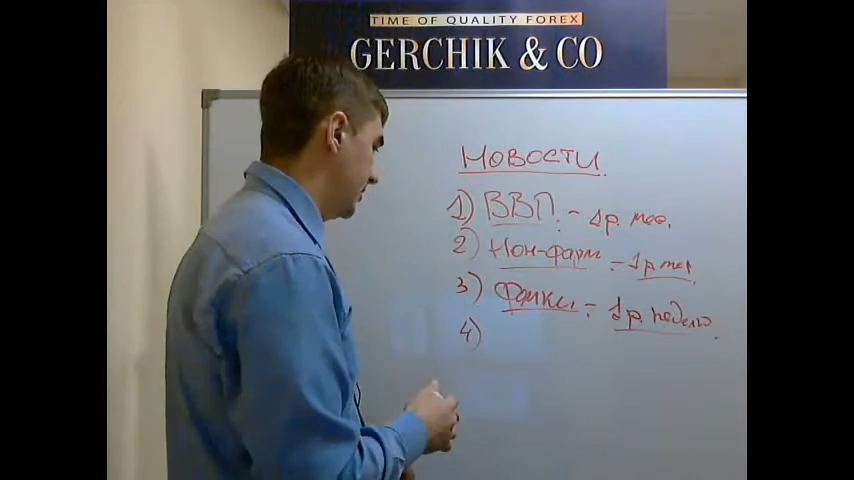 TIME OF QUALITY FOREX
GERCHIK & CO
НОВОСТИ.
1) ВВП - 1р. мес.
2) Нон-фарм - 1р мес.
3) - 1р. неделю.
4)